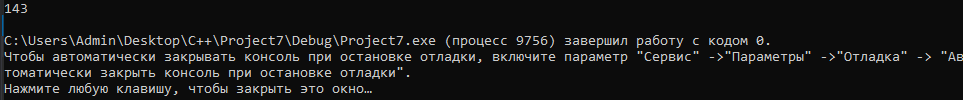 143
C:\Users\Admin\Desktop\C++\Project7\Debug\Project7.exe (процесс 9756) завершил работу с кодом 0.
Чтобы автоматически закрывать консоль при остановке отладки, включите параметр "Сервис" ->"Параметры" ->"Отладка" -> "Ав
томатически закрыть консоль при остановке отладки".
Нажмите любую клавишу, чтобы закрыть это окно…